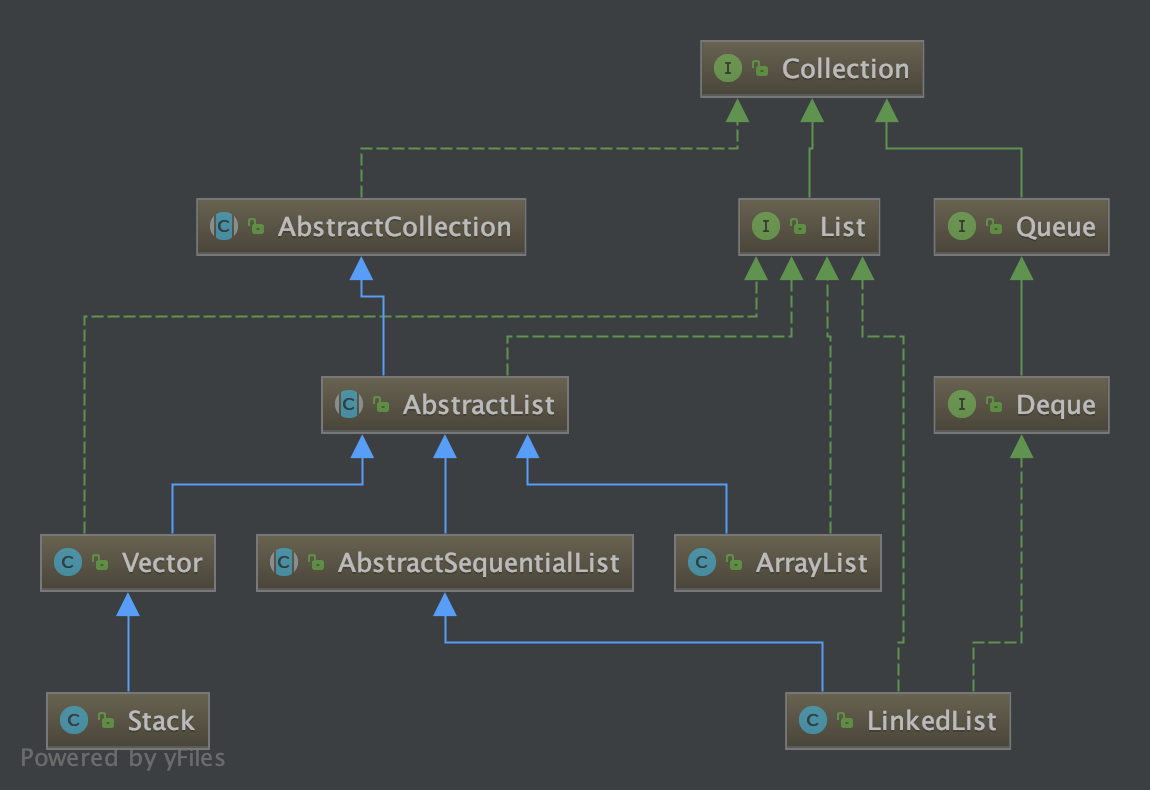 I Collection
C AbstractCollection
I List
I Queue
C AbstractList
I Deque
C Vector
C AbstractSequentialList
C ArrayList
C Stack
C LinkedList
Powered by yFiles